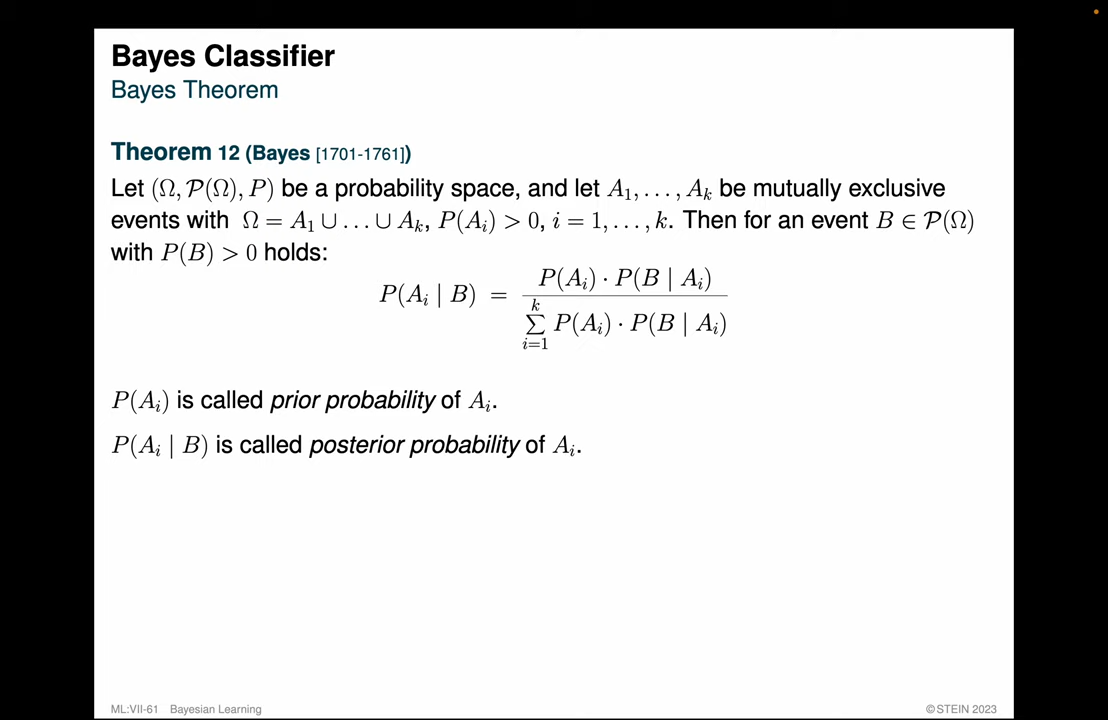 Bayes Classifier
Bayes Theorem
Theorem 12 (Bayes [1701-1761])
Let (Ω, 𝒫(Ω), P) be a probability space, and let A₁, . . . , Aₖ be mutually exclusive
events with Ω = A₁ ∪ . . . ∪ Aₖ, P(Aᵢ) > 0, i = 1, . . . , k. Then for an event B ∈ 𝒫(Ω)
with P(B) > 0 holds:
P(Aᵢ | B) = P(Aᵢ) · P(B | Aᵢ) / ∑ᵢ₌₁ᵏ P(Aᵢ) · P(B | Aᵢ)
P(Aᵢ) is called prior probability of Aᵢ.
P(Aᵢ | B) is called posterior probability of Aᵢ.
ML:VII-61 Bayesian Learning ©STEIN 2023